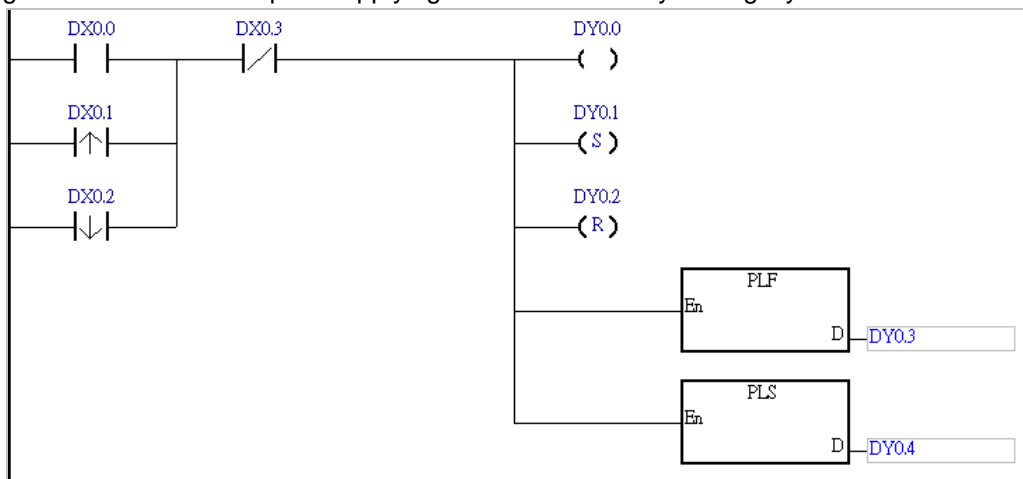 DX0.0 DX0.3 DY0.0
DX0.1 DY0.1
S
DX0.2 DY0.2
R
PLF
En
D DY0.3
PLS
En
D DY0.4